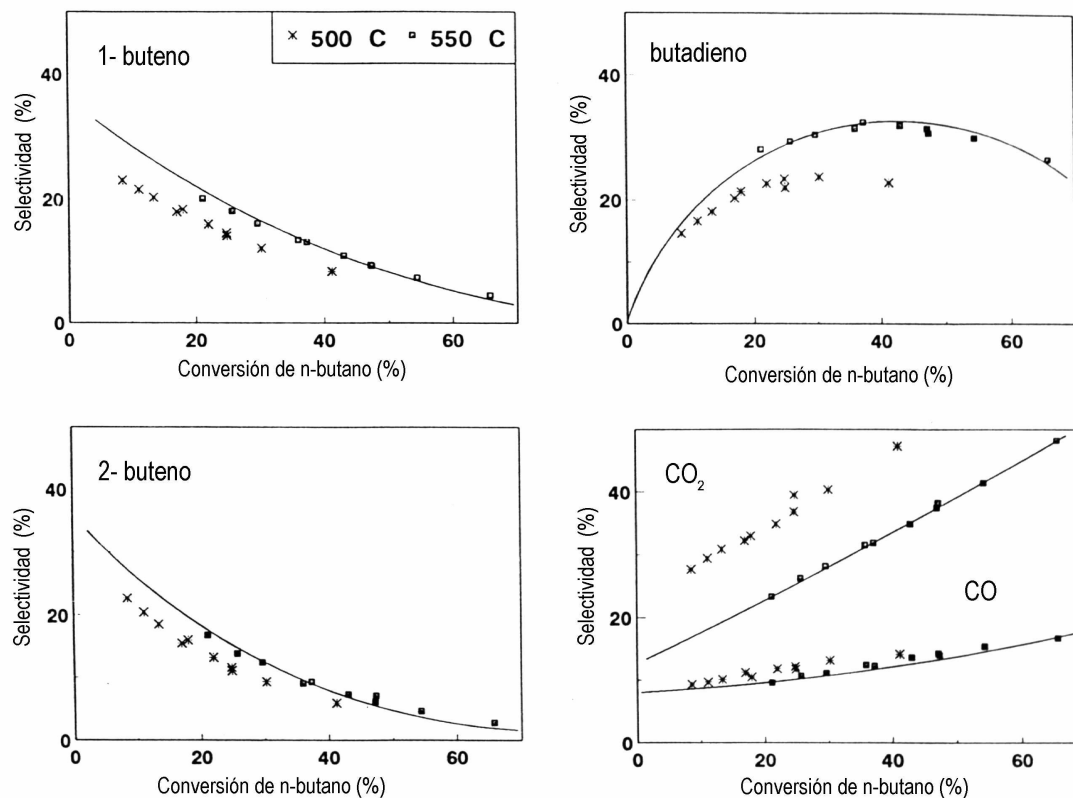 1- buteno
500 C 550 C
Selectividad (%)
40
20
0
0 20 40 60
Conversión de n-butano (%)
butadieno
Selectividad (%)
40
20
0
0 20 40 60
Conversión de n-butano (%)
2- buteno
Selectividad (%)
40
20
0
0 20 40 60
Conversión de n-butano (%)
CO₂
CO
Selectividad (%)
40
20
0
0 20 40 60
Conversión de n-butano (%)